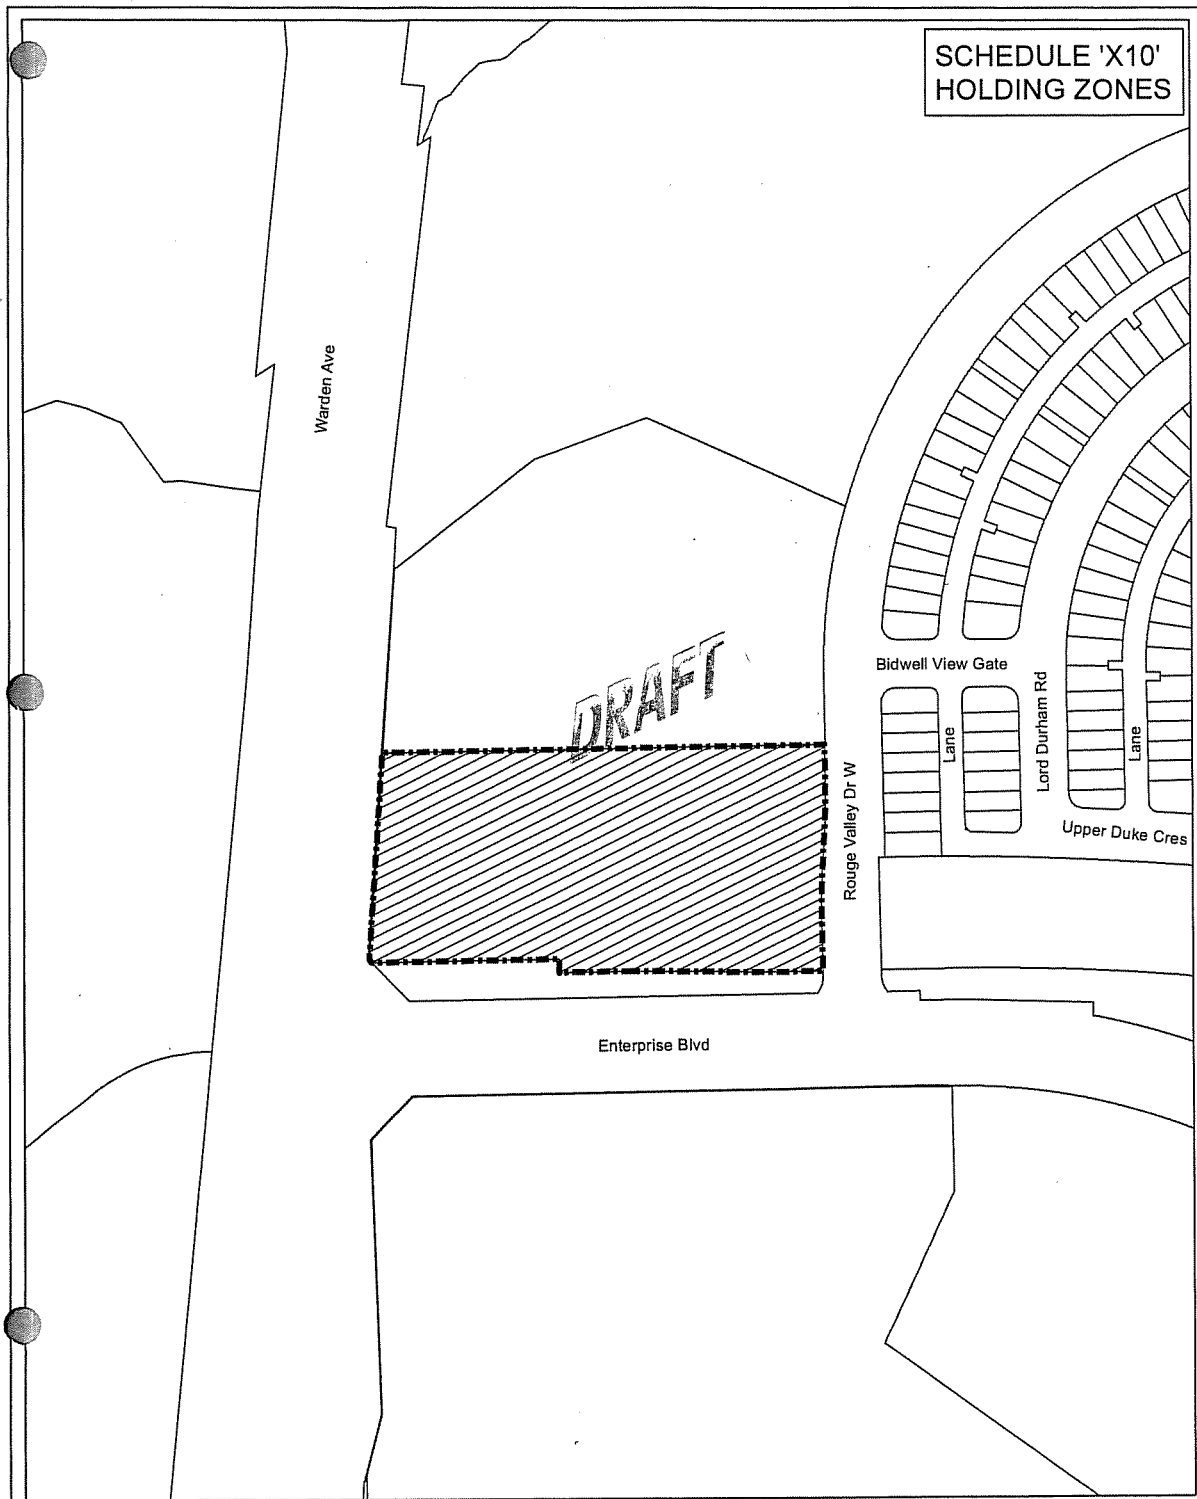 SCHEDULE 'X10'
HOLDING ZONES
Warden Ave
DRAFT
Bidwell View Gate
Lane
Lord Durham Rd
Lane
Rouge Valley Dr W
Upper Duke Cres
Enterprise Blvd